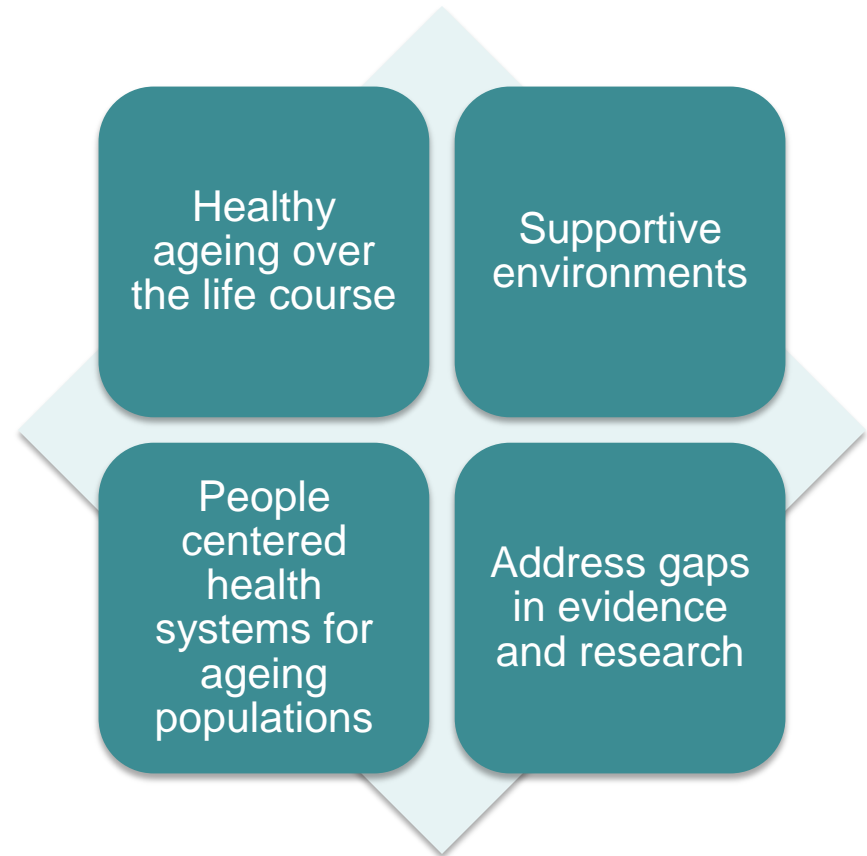 Healthy
ageing over
the life course
Supportive
environments
People
centered
health
systems for
ageing
populations
Address gaps
in evidence
and research